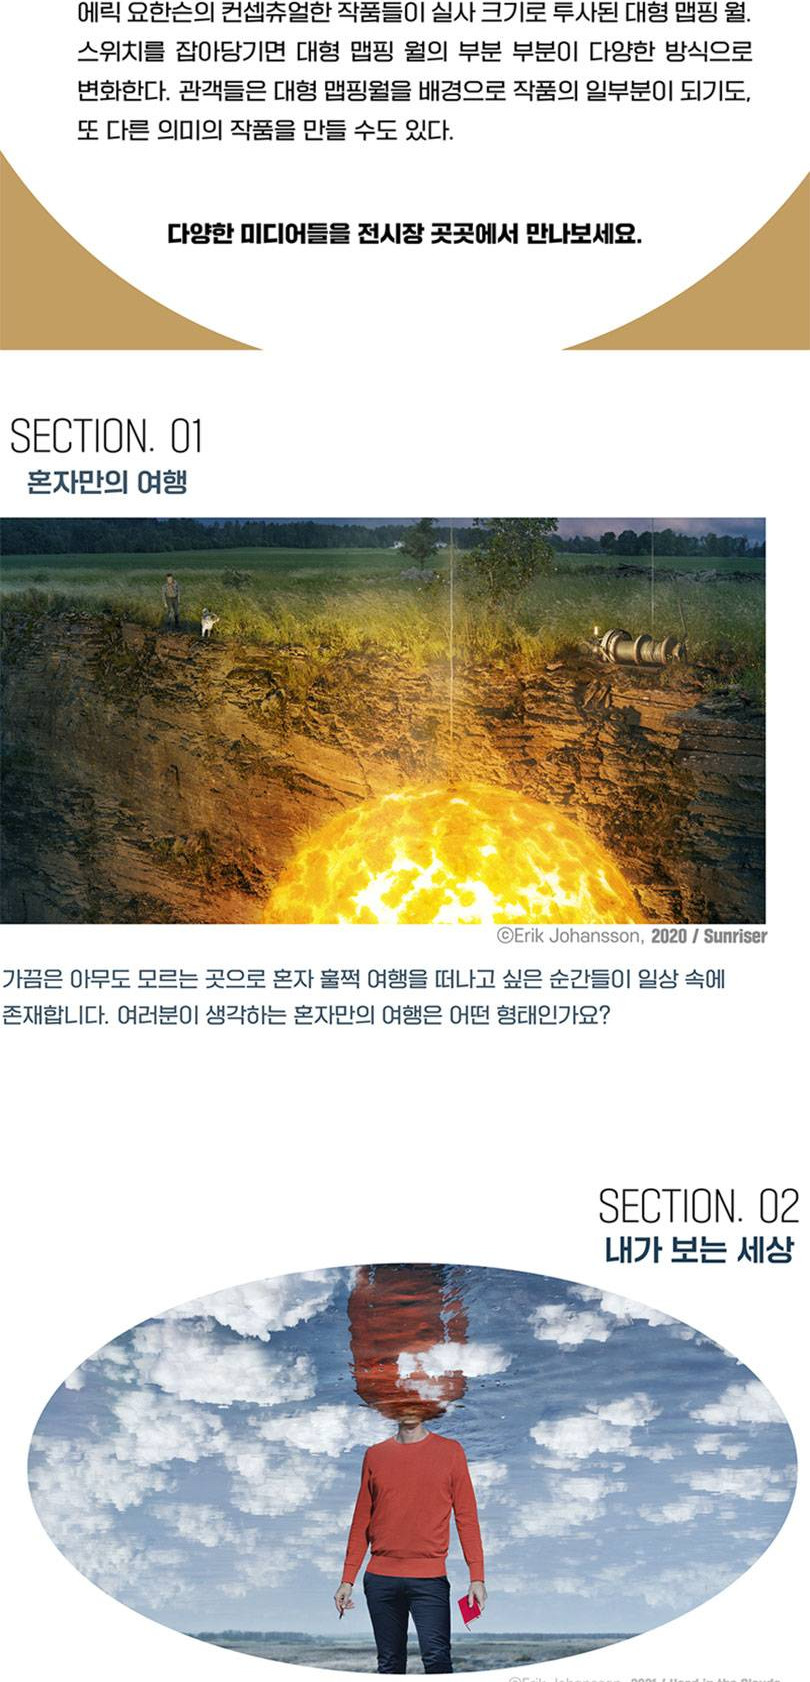 에릭 요한슨의 컨셉츄얼한 작품들이 실사 크기로 투사된 대형 맵핑 월.
스위치를 잡아당기면 대형 맵핑 월의 부분 부분이 다양한 방식으로
변화한다. 관객들은 대형 맵핑월을 배경으로 작품의 일부분이 되기도,
또 다른 의미의 작품을 만들 수도 있다.
다양한 미디어들을 전시장 곳곳에서 만나보세요.
SECTION. 01
혼자만의 여행
©Erik Johansson, 2020 / Sunriser
가끔은 아무도 모르는 곳으로 혼자 훌쩍 여행을 떠나고 싶은 순간들이 일상 속에
존재합니다. 여러분이 생각하는 혼자만의 여행은 어떤 형태인가요?
SECTION. 02
내가 보는 세상